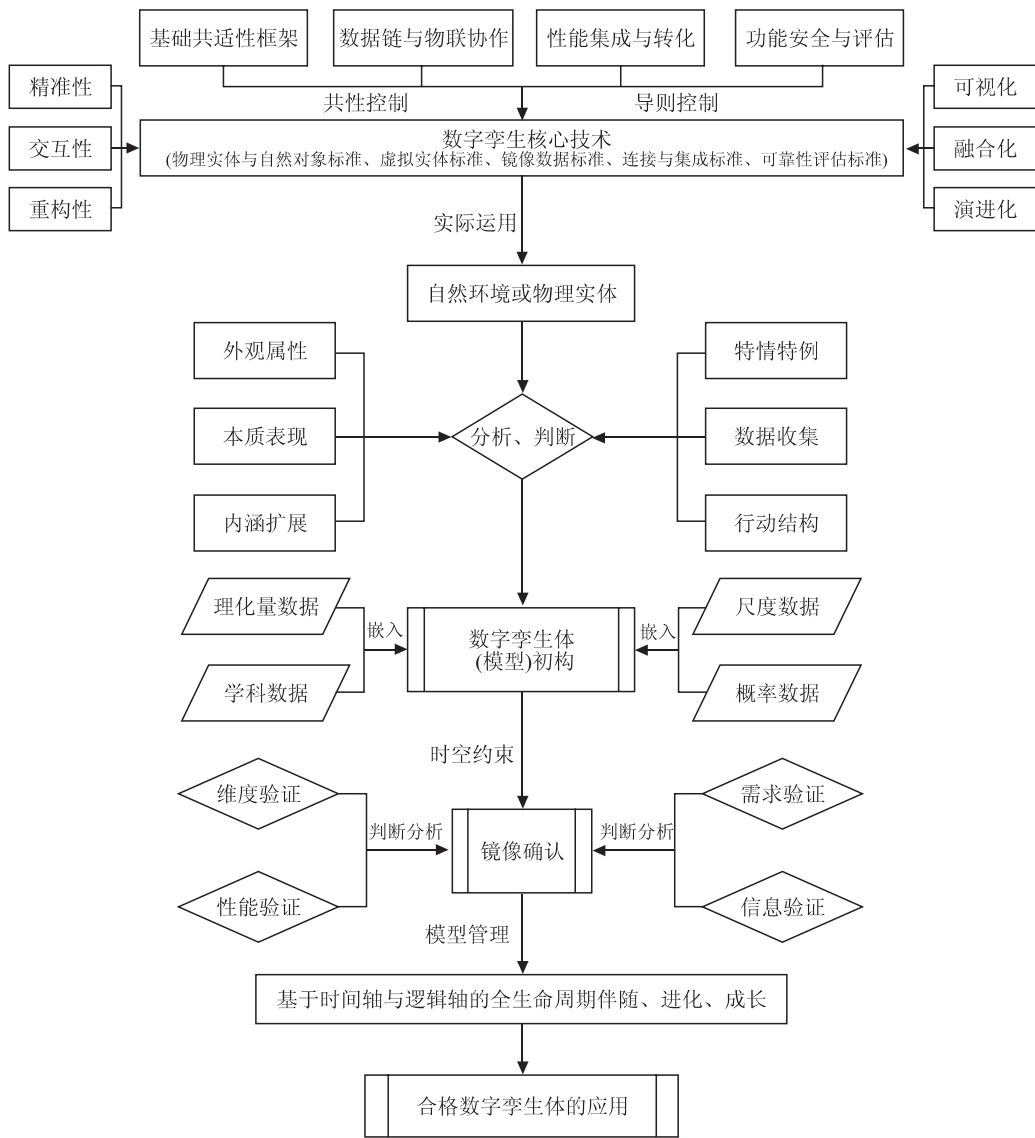 基础共适性框架
数据链与物联协作
性能集成与转化
功能安全与评估
精准性
共性控制
导则控制
可视化
交互性
数字孪生核心技术
(物理实体与自然对象标准、虚拟实体标准、镜像数据标准、连接与集成标准、可靠性评估标准)
融合化
重构性
演进化
实际运用
自然环境或物理实体
外观属性
特情特例
本质表现
分析、判断
数据收集
内涵扩展
行动结构
理化量数据
嵌入
数字孪生体
(模型)初构
嵌入
尺度数据
学科数据
概率数据
时空约束
维度验证
需求验证
判断分析
镜像确认
判断分析
性能验证
信息验证
模型管理
基于时间轴与逻辑轴的全生命周期伴随、进化、成长
合格数字孪生体的应用